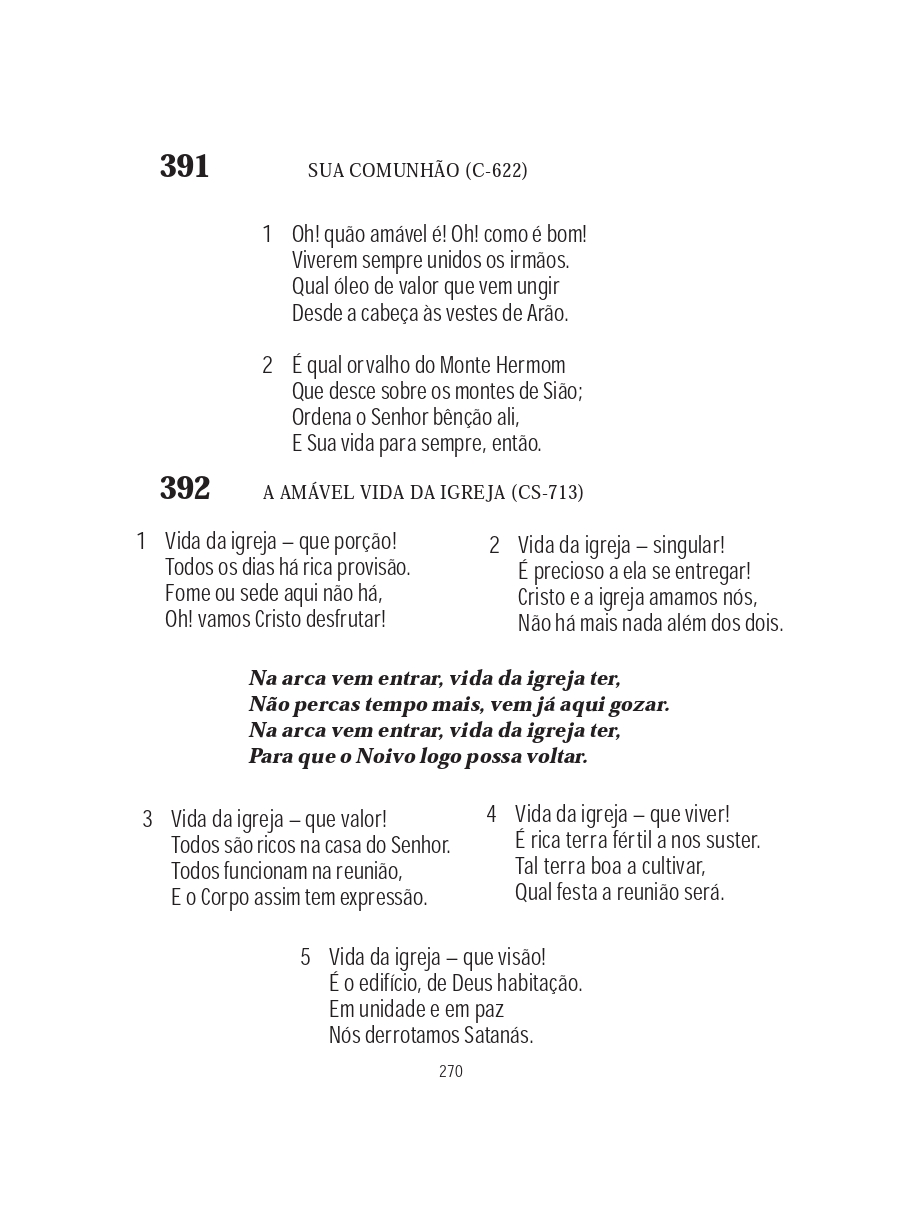 391 SUA COMUNHÃO (C-622)
1 Oh! quão amável é! Oh! como é bom!
Viverem sempre unidos os irmãos.
Qual óleo de valor que vem ungir
Desde a cabeça às vestes de Arão.
2 É qual orvalho do Monte Hermom
Que desce sobre os montes de Sião;
Ordena o Senhor bênção ali,
E Sua vida para sempre, então.
392 A AMÁVEL VIDA DA IGREJA (CS-713)
1 Vida da igreja – que porção!
Todos os dias há rica provisão.
Fome ou sede aqui não há,
Oh! vamos Cristo desfrutar!
2 Vida da igreja – singular!
É precioso a ela se entregar!
Cristo e a igreja amamos nós,
Não há mais nada além dos dois.
Na arca vem entrar, vida da igreja ter,
Não percas tempo mais, vem já aqui gozar.
Na arca vem entrar, vida da igreja ter,
Para que o Noivo logo possa voltar.
3 Vida da igreja – que valor!
Todos são ricos na casa do Senhor.
Todos funcionam na reunião,
E o Corpo assim tem expressão.
4 Vida da igreja – que viver!
É rica terra fértil a nos suster.
Tal terra boa a cultivar,
Qual festa a reunião será.
5 Vida da igreja – que visão!
É o edifício, de Deus habitação.
Em unidade e em paz
Nós derrotamos Satanás.
270